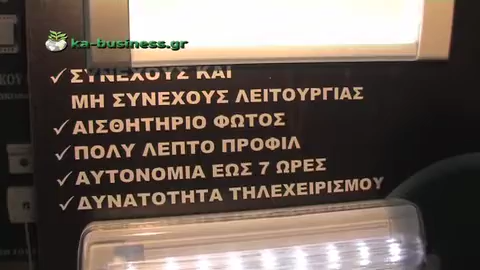 ka-business.gr
✓ ΣΥΝΕΧΟΥΣ ΚΑΙ
ΜΗ ΣΥΝΕΧΟΥΣ ΛΕΙΤΟΥΡΓΙΑΣ
✓ ΑΙΣΘΗΤΗΡΙΟ ΦΩΤΟΣ
✓ ΠΟΛΥ ΛΕΠΤΟ ΠΡΟΦΙΛ
✓ ΑΥΤΟΝΟΜΙΑ ΕΩΣ 7 ΩΡΕΣ
✓ ΔΥΝΑΤΟΤΗΤΑ ΤΗΛΕΧΕΙΡΙΣΜΟΥ